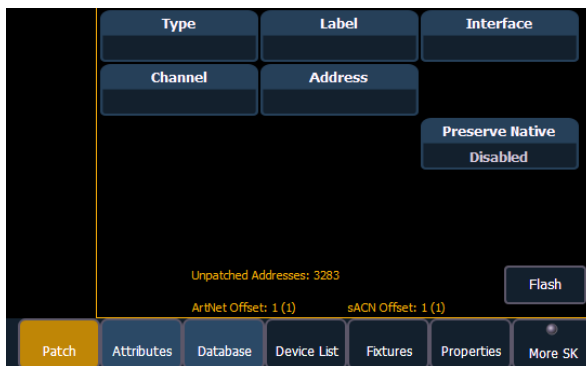 Type Label Interface
Channel Address
Preserve Native
Disabled
Unpatched Addresses: 3283
Flash
ArtNet Offset: 1 (1) sACN Offset: 1 (1)
Patch Attributes Database Device List Fixtures Properties More SK